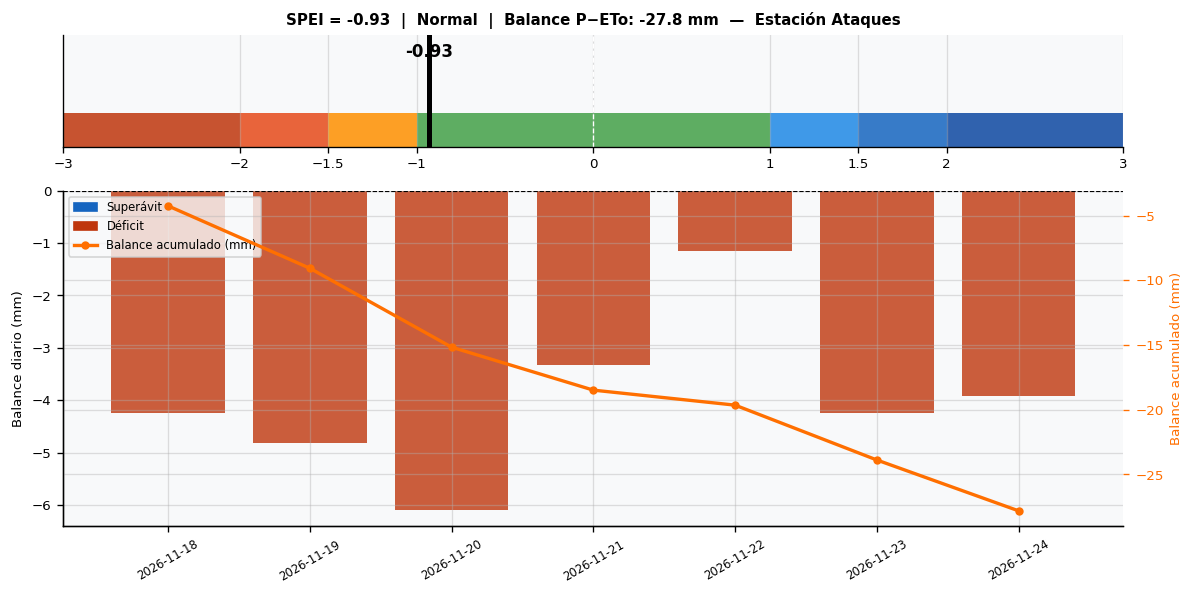 SPEI = -0.93  |  Normal  |  Balance P−ETo: -27.8 mm  —  Estación Ataques
-0.93
−3 −2 −1.5 −1 0 1 1.5 2 3
Superávit
Déficit
Balance acumulado (mm)
Balance diario (mm)
0
−1
−2
−3
−4
−5
−6
−5
−10
−15
−20
−25
Balance acumulado (mm)
2026-11-18 2026-11-19 2026-11-20 2026-11-21 2026-11-22 2026-11-23 2026-11-24